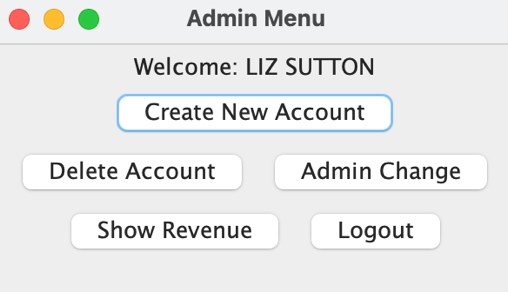 Admin Menu
Welcome: LIZ SUTTON
Create New Account
Delete Account Admin Change
Show Revenue Logout